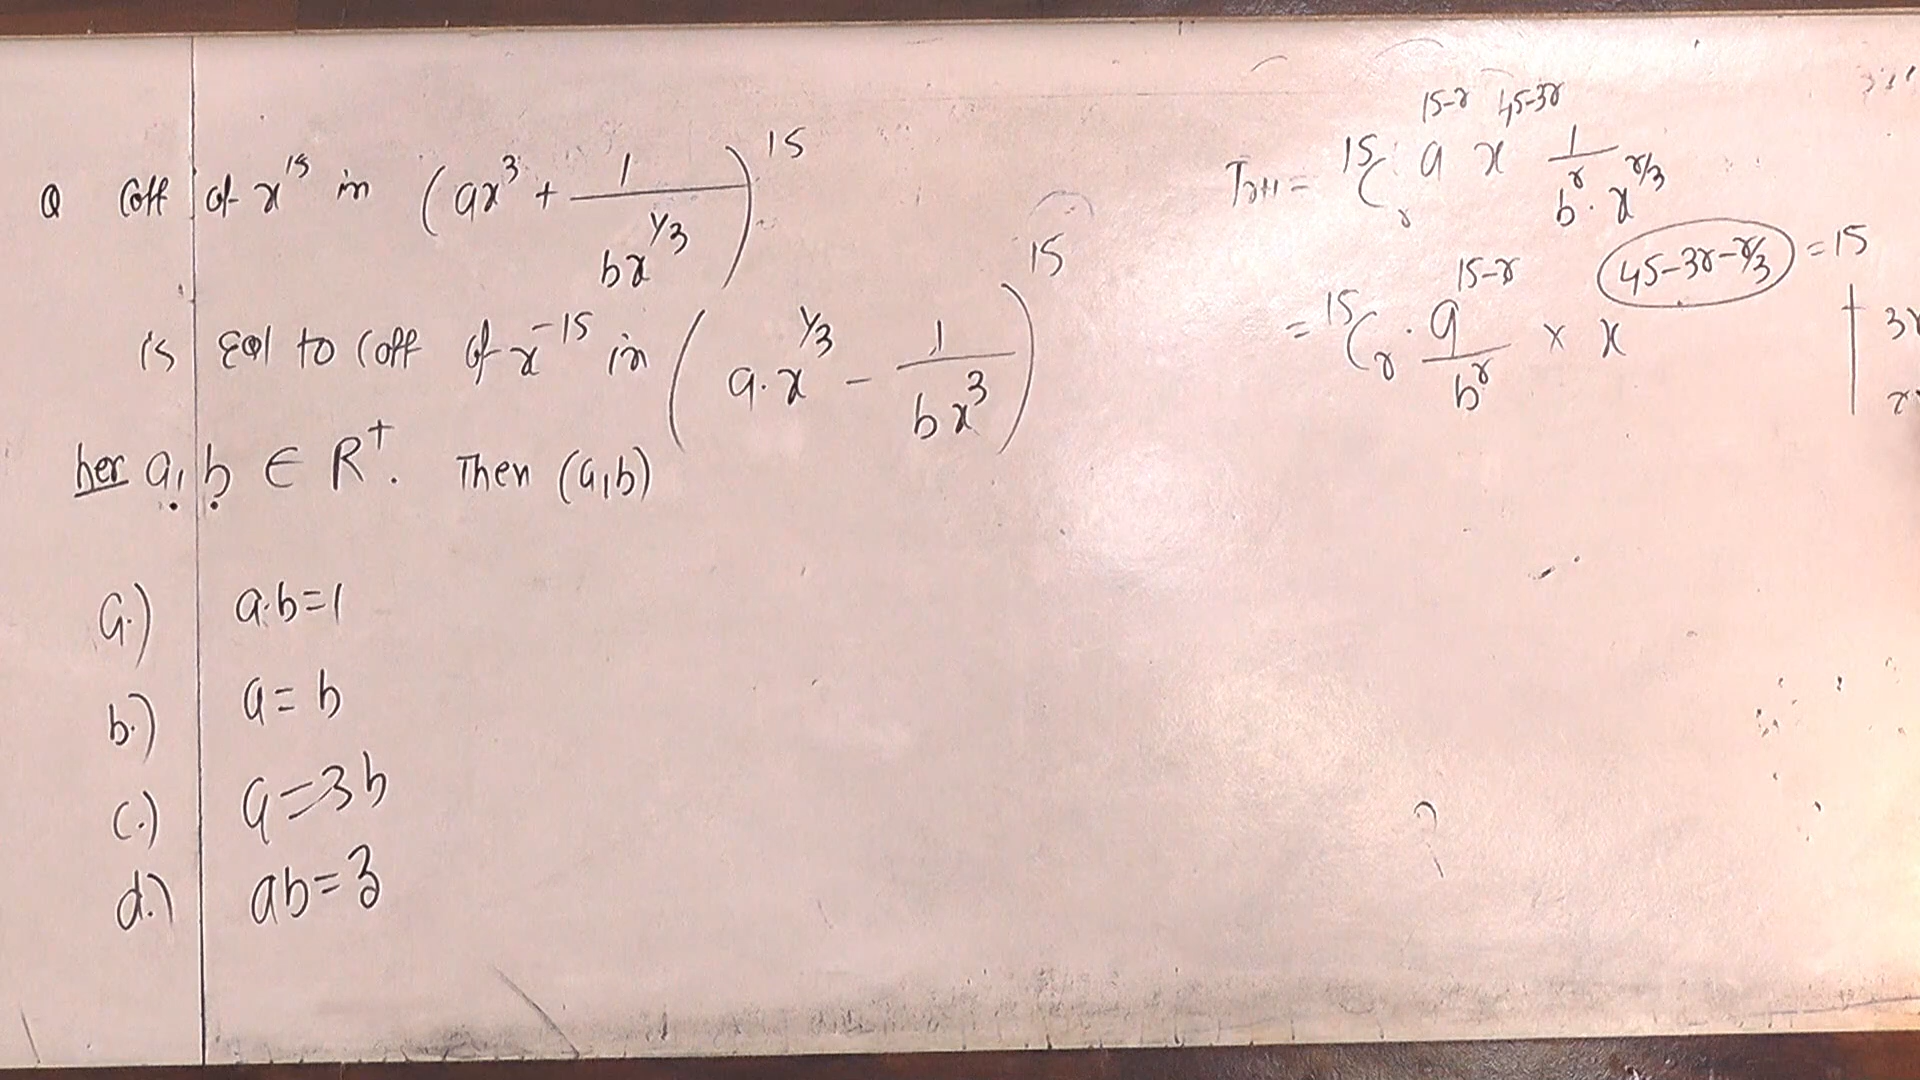 Q Coff of x^15 in (ax^3 + 1/(bx^(1/3)))^15
is Eql to Coff of x^-15 in (a.x^(1/3) - 1/(bx^3))^15
her a, b ∈ R^+. Then (a,b)
a.) a.b=1
b.) a=b
c.) a=3b
d.) ab=3
T_(r+1) = 15C_r a^(15-r) x^(45-3r) 1/(b^r . x^(r/3))
= 15C_r . a^(15-r)/b^r × x^(45-3r-r/3) = 15